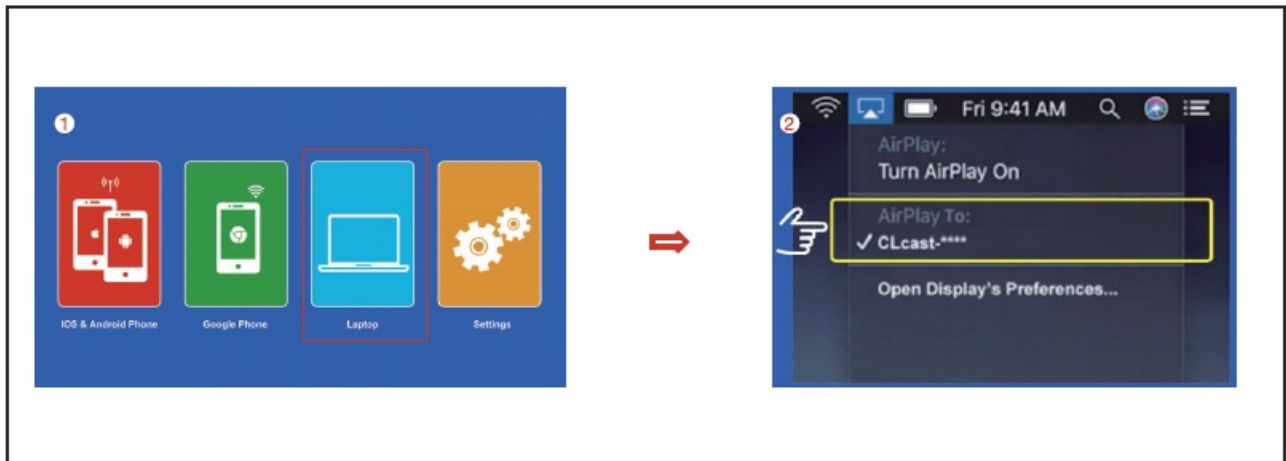 1
IOS & Android Phone
Google Phone
Laptop
Settings
2
Fri 9:41 AM
AirPlay:
Turn AirPlay On
AirPlay To:
✓ CLcast-****
Open Display's Preferences...